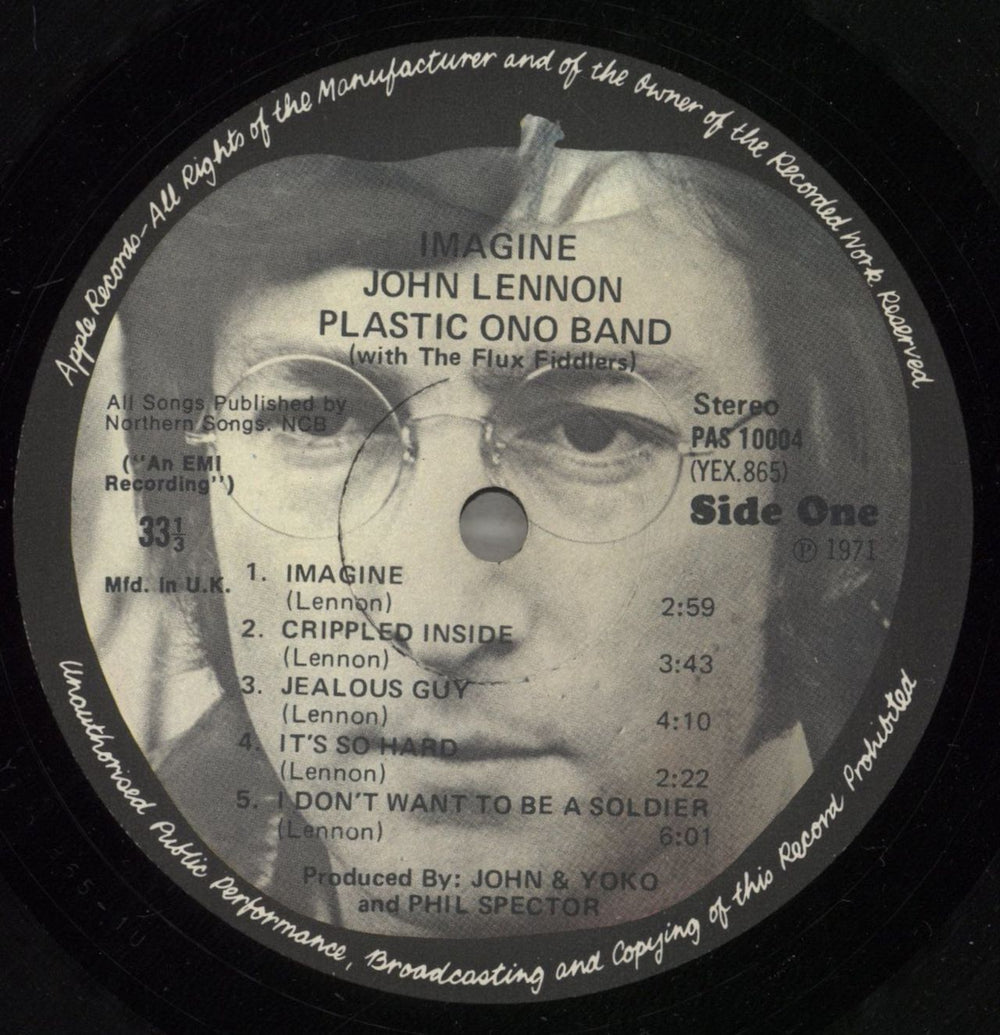 Apple Records-All Rights of the Manufacturer and of the Owner of the Recorded Work Reserved
IMAGINE
JOHN LENNON
PLASTIC ONO BAND
(with The Flux Fiddlers)
All Songs Published by
Northern Songs: NCB
("An EMI
Recording")
33⅓
Mfd. in U.K.
Stereo
PAS 10004
(YEX.865)
Side One
℗ 1971
1. IMAGINE
(Lennon) 2:59
2. CRIPPLED INSIDE
(Lennon) 3:43
3. JEALOUS GUY
(Lennon) 4:10
4. IT'S SO HARD
(Lennon) 2:22
5. I DON'T WANT TO BE A SOLDIER
(Lennon) 6:01
Produced By: JOHN & YOKO
and PHIL SPECTOR
Unauthorised Public Performance, Broadcasting and Copying of this Record Prohibited